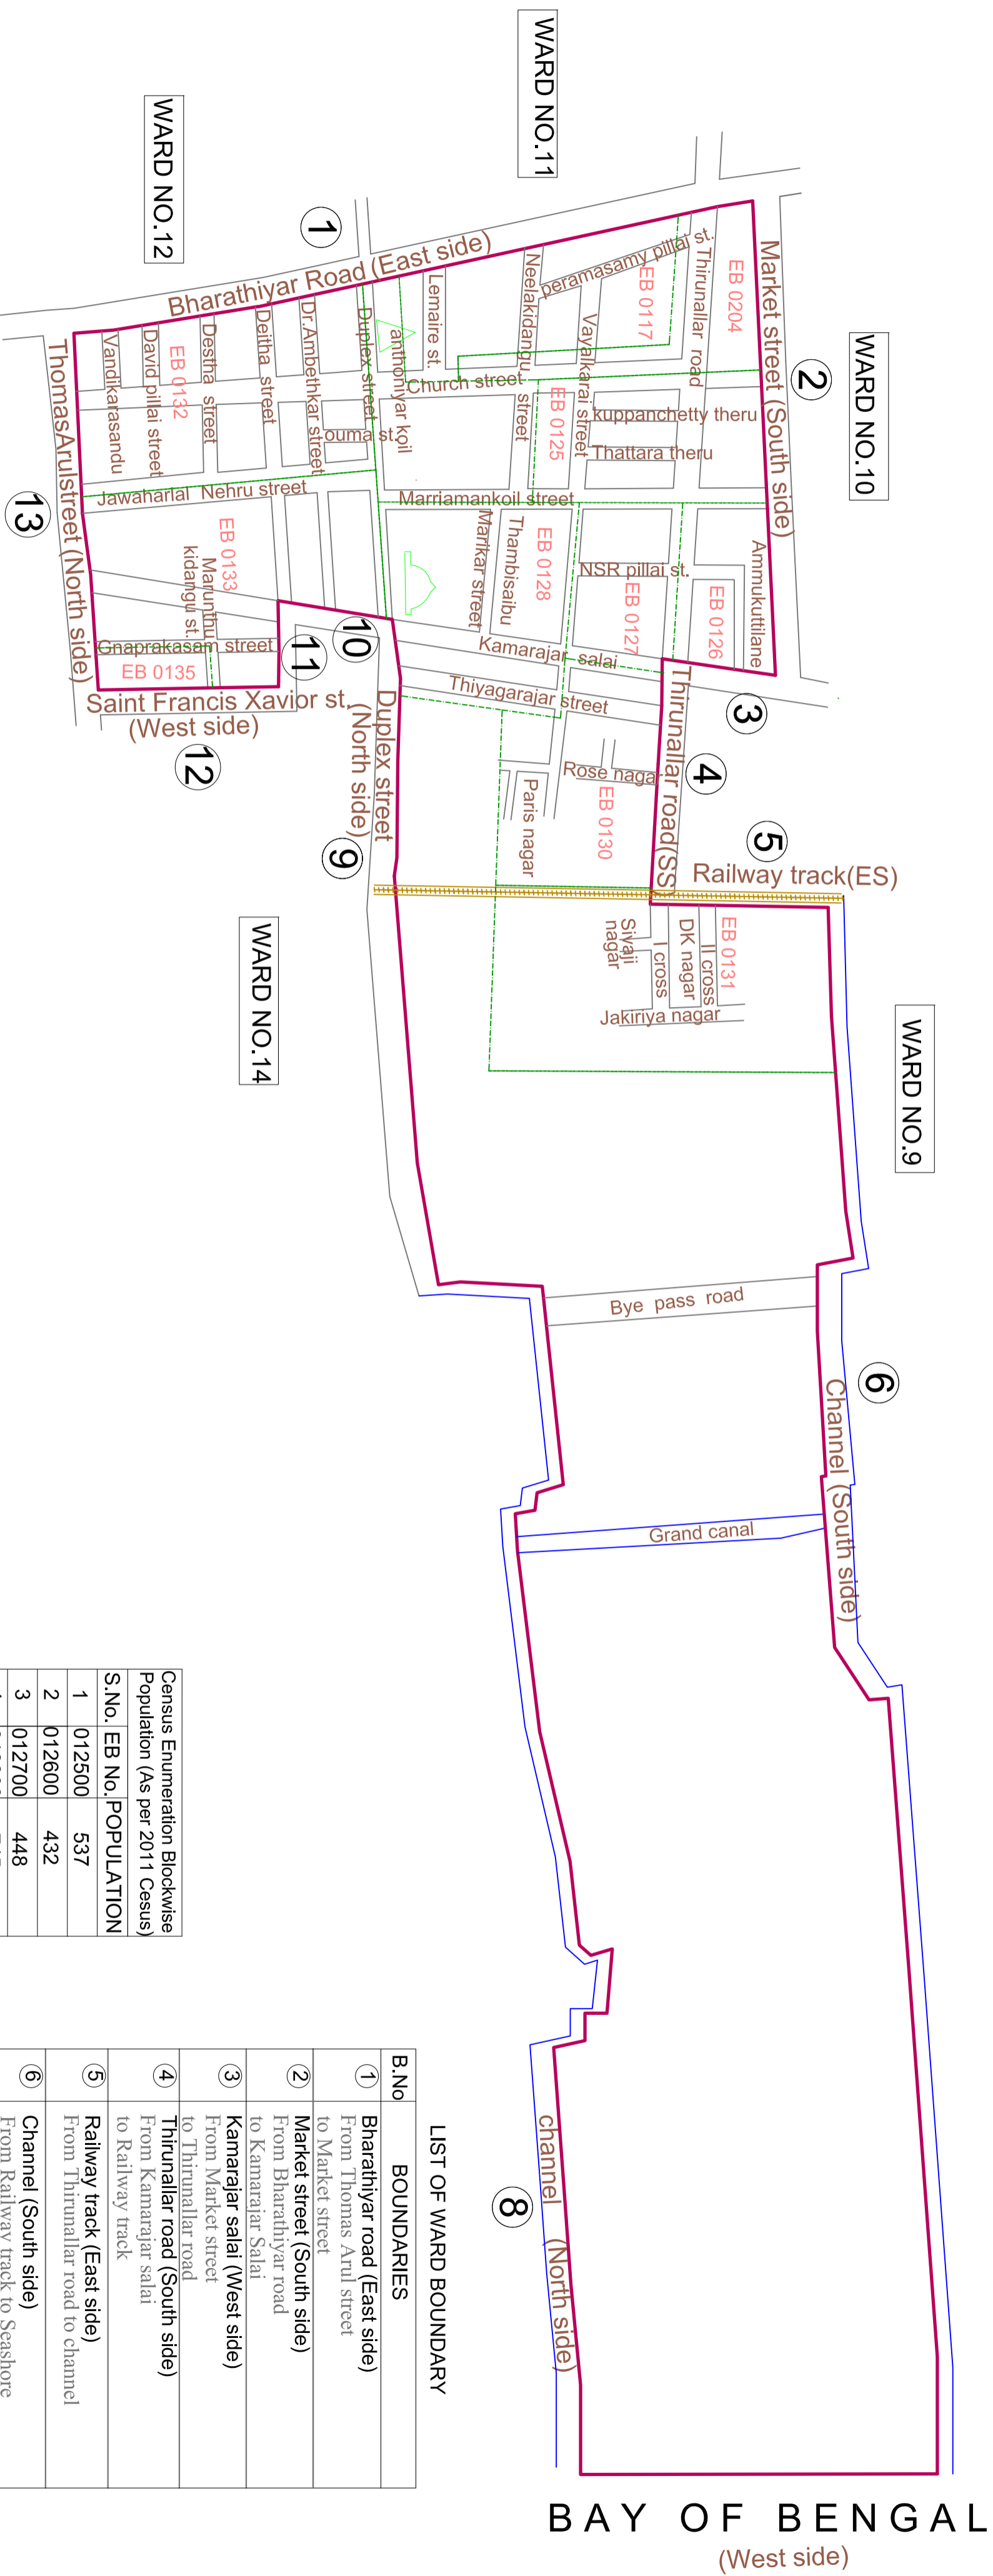 WARD NO.11
WARD NO.12
WARD NO.10
WARD NO.9
WARD NO.14
1
2
3
4
5
6
8
9
10
11
12
13
Bharathiyar Road (East side)
Market street (South side)
Thirunallar road(SS)
Railway track(ES)
Channel (South side)
channel (North side)
Duplex street
(North side)
Saint Francis Xavior st.
(West side)
ThomasArulstreet (North side)
EB 0204
EB 0117
EB 0125
EB 0126
EB 0127
EB 0128
EB 0130
EB 0131
EB 0132
EB 0133
EB 0135
peramasamy pillai st.
Thirunallar road
Neelakidangu street
Vayalkarai street
Lemaire st.
Church street
kuppanchetty theru
Thattara theru
anthoniyar koil
Duplex street
Dr.Ambethkar street
ouma st.
Deitha street
Destha street
David pillai street
Vandikarasandu
Jawaharlal Nehru street
Marriamankoil street
Marikar street
Thambisaibu
NSR pillai st.
Ammukuttilane
Kamarajar salai
Thiyagarajar street
Marunthu
kidangu st.
Gnaprakasam street
Rose nagar
Paris nagar
Sivaji
nagar
I cross
DK nagar
II cross
Jakiriya nagar
Bye pass road
Grand canal
BAY OF BENGAL
(West side)
Census Enumeration Blockwise
Population (As per 2011 Cesus)
S.No. EB No. POPULATION
1 012500 537
2 012600 432
3 012700 448
LIST OF WARD BOUNDARY
B.No BOUNDARIES
1 Bharathiyar road (East side)
From Thomas Arul street
to Market street
2 Market street (South side)
From Bharathiyar road
to Kamarajar Salai
3 Kamarajar salai (West side)
From Market street
to Thirunallar road
4 Thirunallar road (South side)
From Kamarajar salai
to Railway track
5 Railway track (East side)
From Thirunallar road to channel
6 Channel (South side)
From Railway track to Seashore